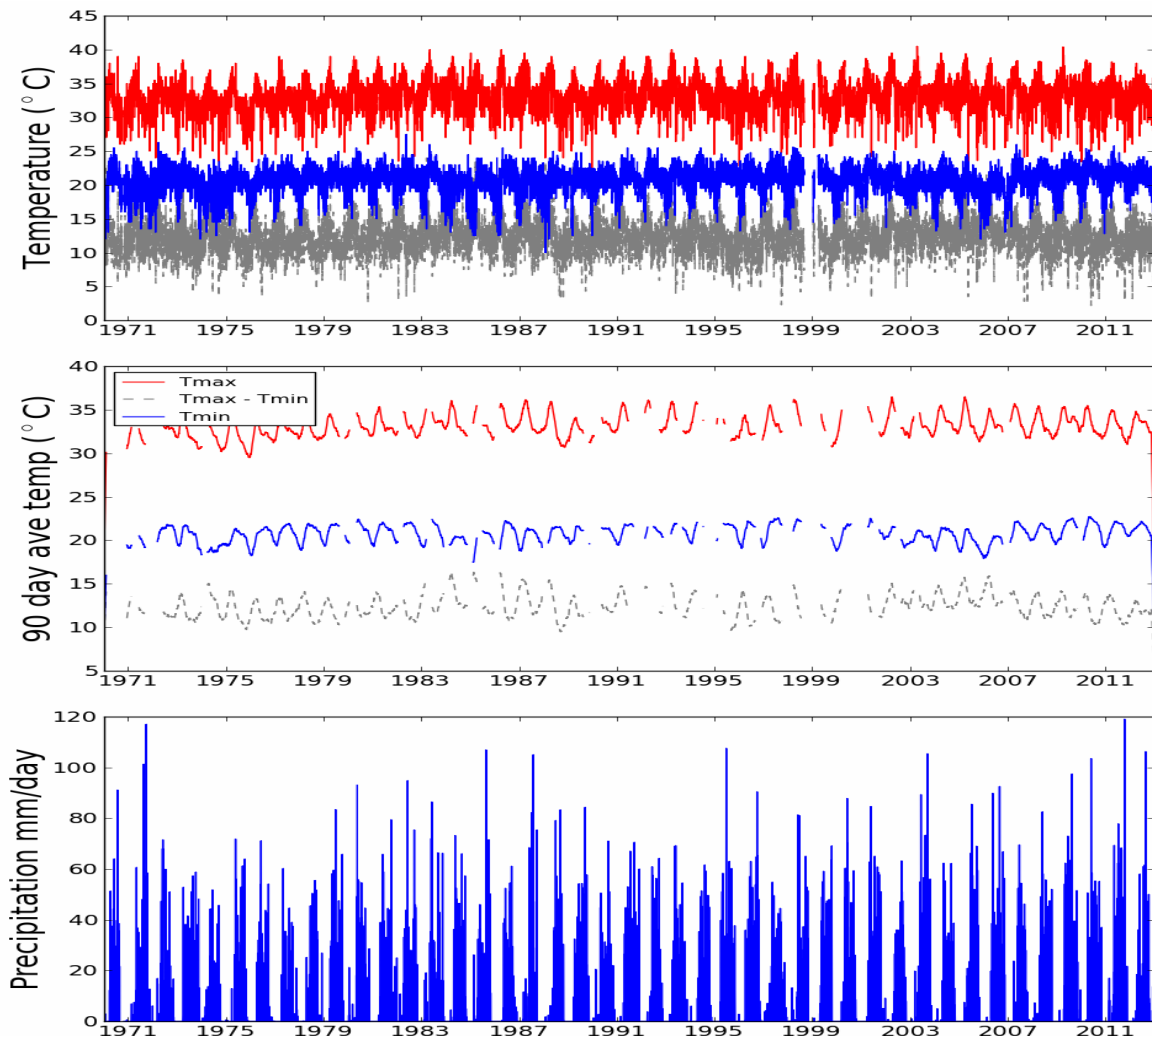 45
40
35
30
25
20
15
10
5
0
Temperature (°C)
1971 1975 1979 1983 1987 1991 1995 1999 2003 2007 2011
40
35
30
25
20
15
10
5
90 day ave temp (°C)
Tmax
Tmax - Tmin
Tmin
1971 1975 1979 1983 1987 1991 1995 1999 2003 2007 2011
120
100
80
60
40
20
0
Precipitation mm/day
1971 1975 1979 1983 1987 1991 1995 1999 2003 2007 2011